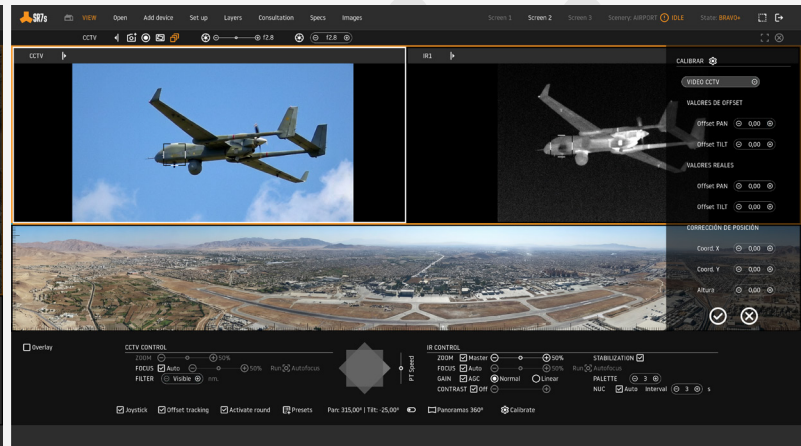 SR7s VIEW Open Add device Set up Layers Consultation Specs Images Screen 1 Screen 2 Screen 3 Scenery: AIRPORT IDLE State: BRAVO+
CCTV f2.8 f2.8
CCTV IR1
CALIBRAR
VIDEO CCTV
VALORES DE OFFSET
Offset PAN 0,00
Offset TILT 0,00
VALORES REALES
Offset PAN 0,00
Offset TILT 0,00
CORRECCIÓN DE POSICIÓN
Coord. X 0,00
Coord. Y 0,00
Altura 0,00
Overlay
CCTV CONTROL
ZOOM 50%
FOCUS Auto 50% Run Autofocus
FILTER Visible nm.
PT Speed
IR CONTROL
ZOOM Master 50% STABILIZATION
FOCUS Auto 50% Run Autofocus
GAIN AGC Normal Linear PALETTE 3
CONTRAST Off NUC Auto Interval 3 s
Joystick Offset tracking Activate round Presets Pan: 315,00º | Tilt: -25,00º Panoramas 360º Calibrate